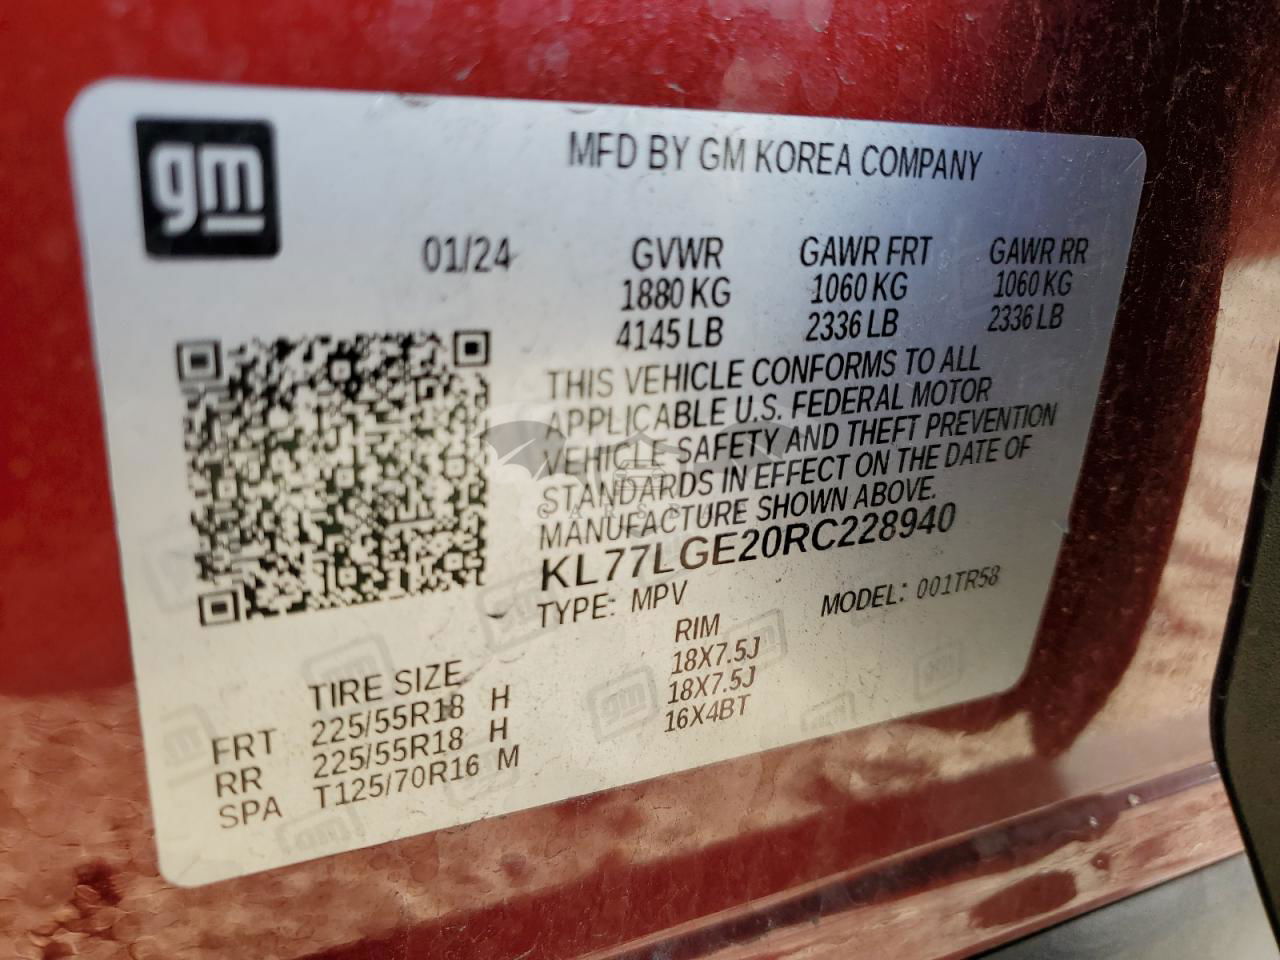 gm
MFD BY GM KOREA COMPANY
01/24 GVWR GAWR FRT GAWR RR
1880 KG 1060 KG 1060 KG
4145 LB 2336 LB 2336 LB
THIS VEHICLE CONFORMS TO ALL
APPLICABLE U.S. FEDERAL MOTOR
VEHICLE SAFETY AND THEFT PREVENTION
STANDARDS IN EFFECT ON THE DATE OF
MANUFACTURE SHOWN ABOVE.
KL77LGE20RC228940
TYPE: MPV MODEL: 001TR58
TIRE SIZE RIM
FRT 225/55R18 H 18X7.5J
RR 225/55R18 H 18X7.5J
SPA T125/70R16 M 16X4BT